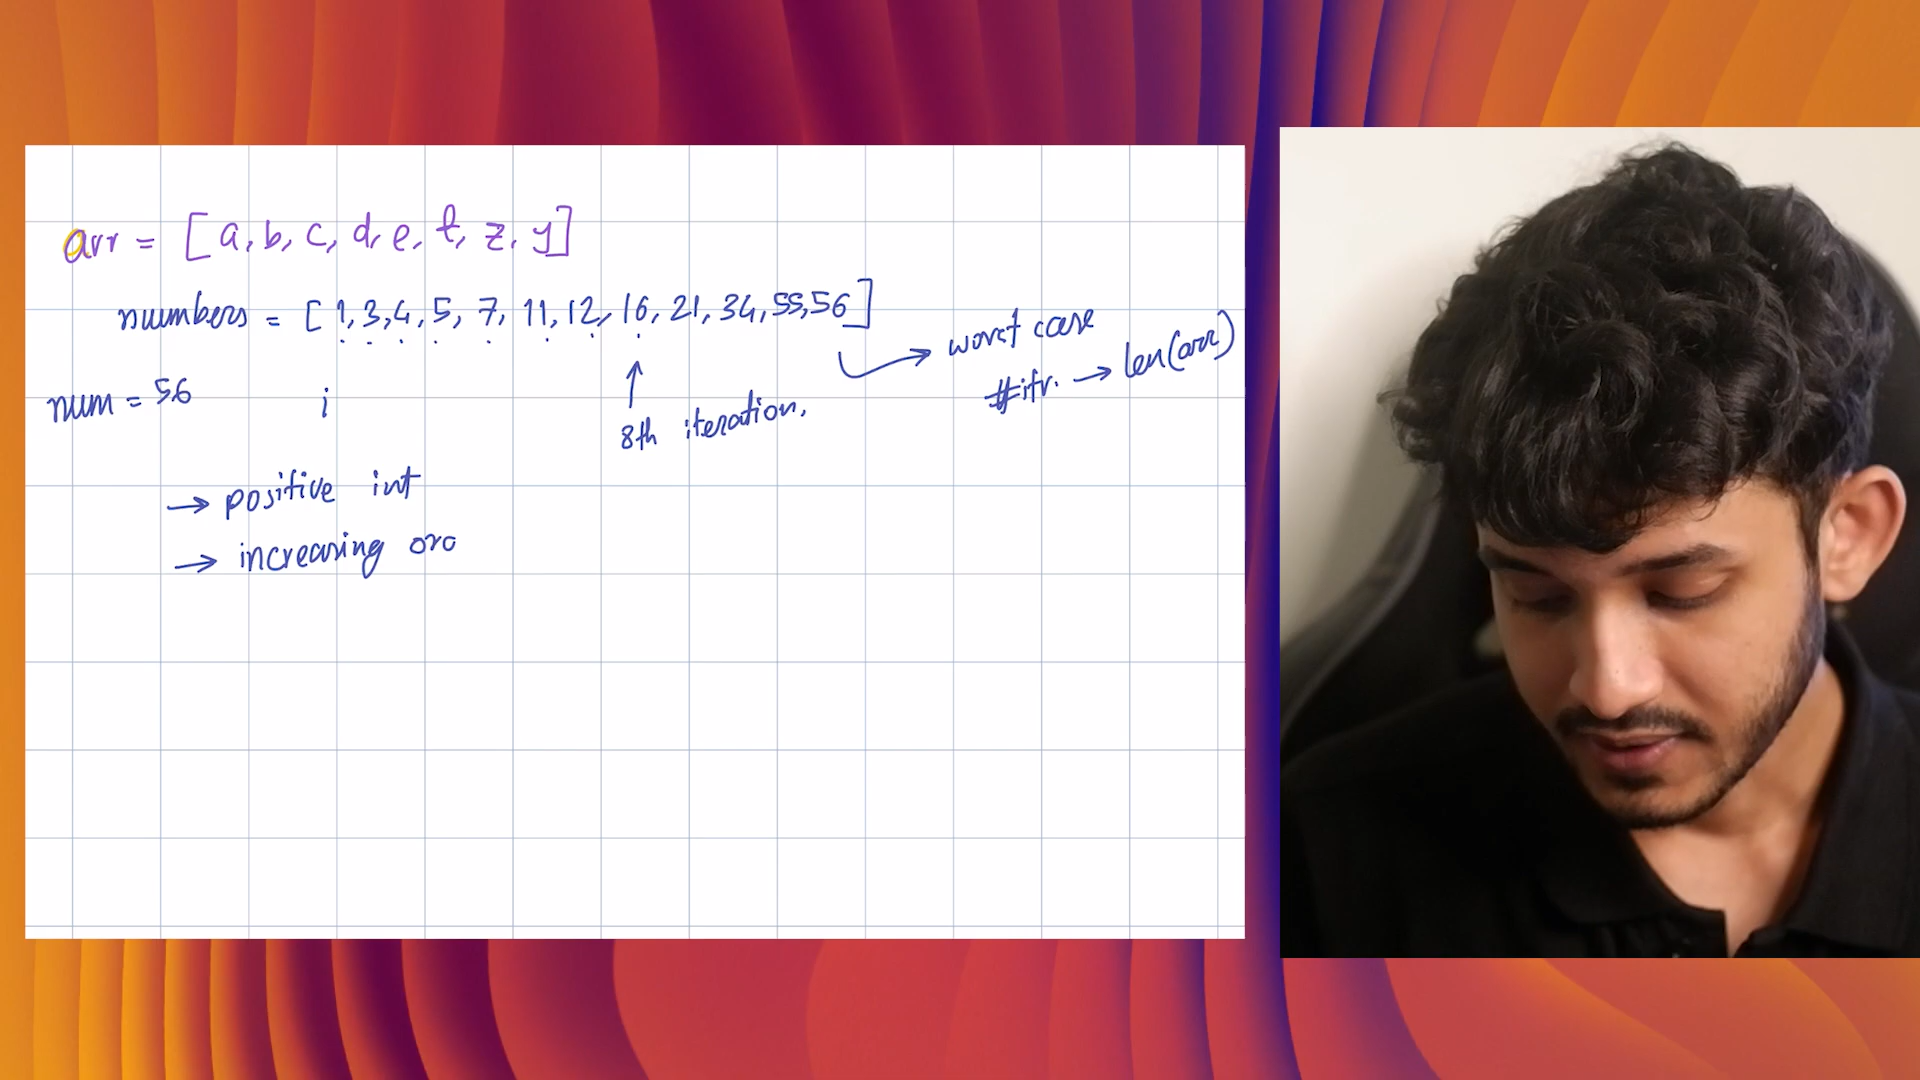 arr = [a, b, c, d, e, f, z, y]
numbers = [1, 3, 4, 5, 7, 11, 12, 16, 21, 34, 55, 56]
worst case
#itr. → len(arr)
num = 56
i
↑
8th iteration.
→ positive int
→ increasing oro